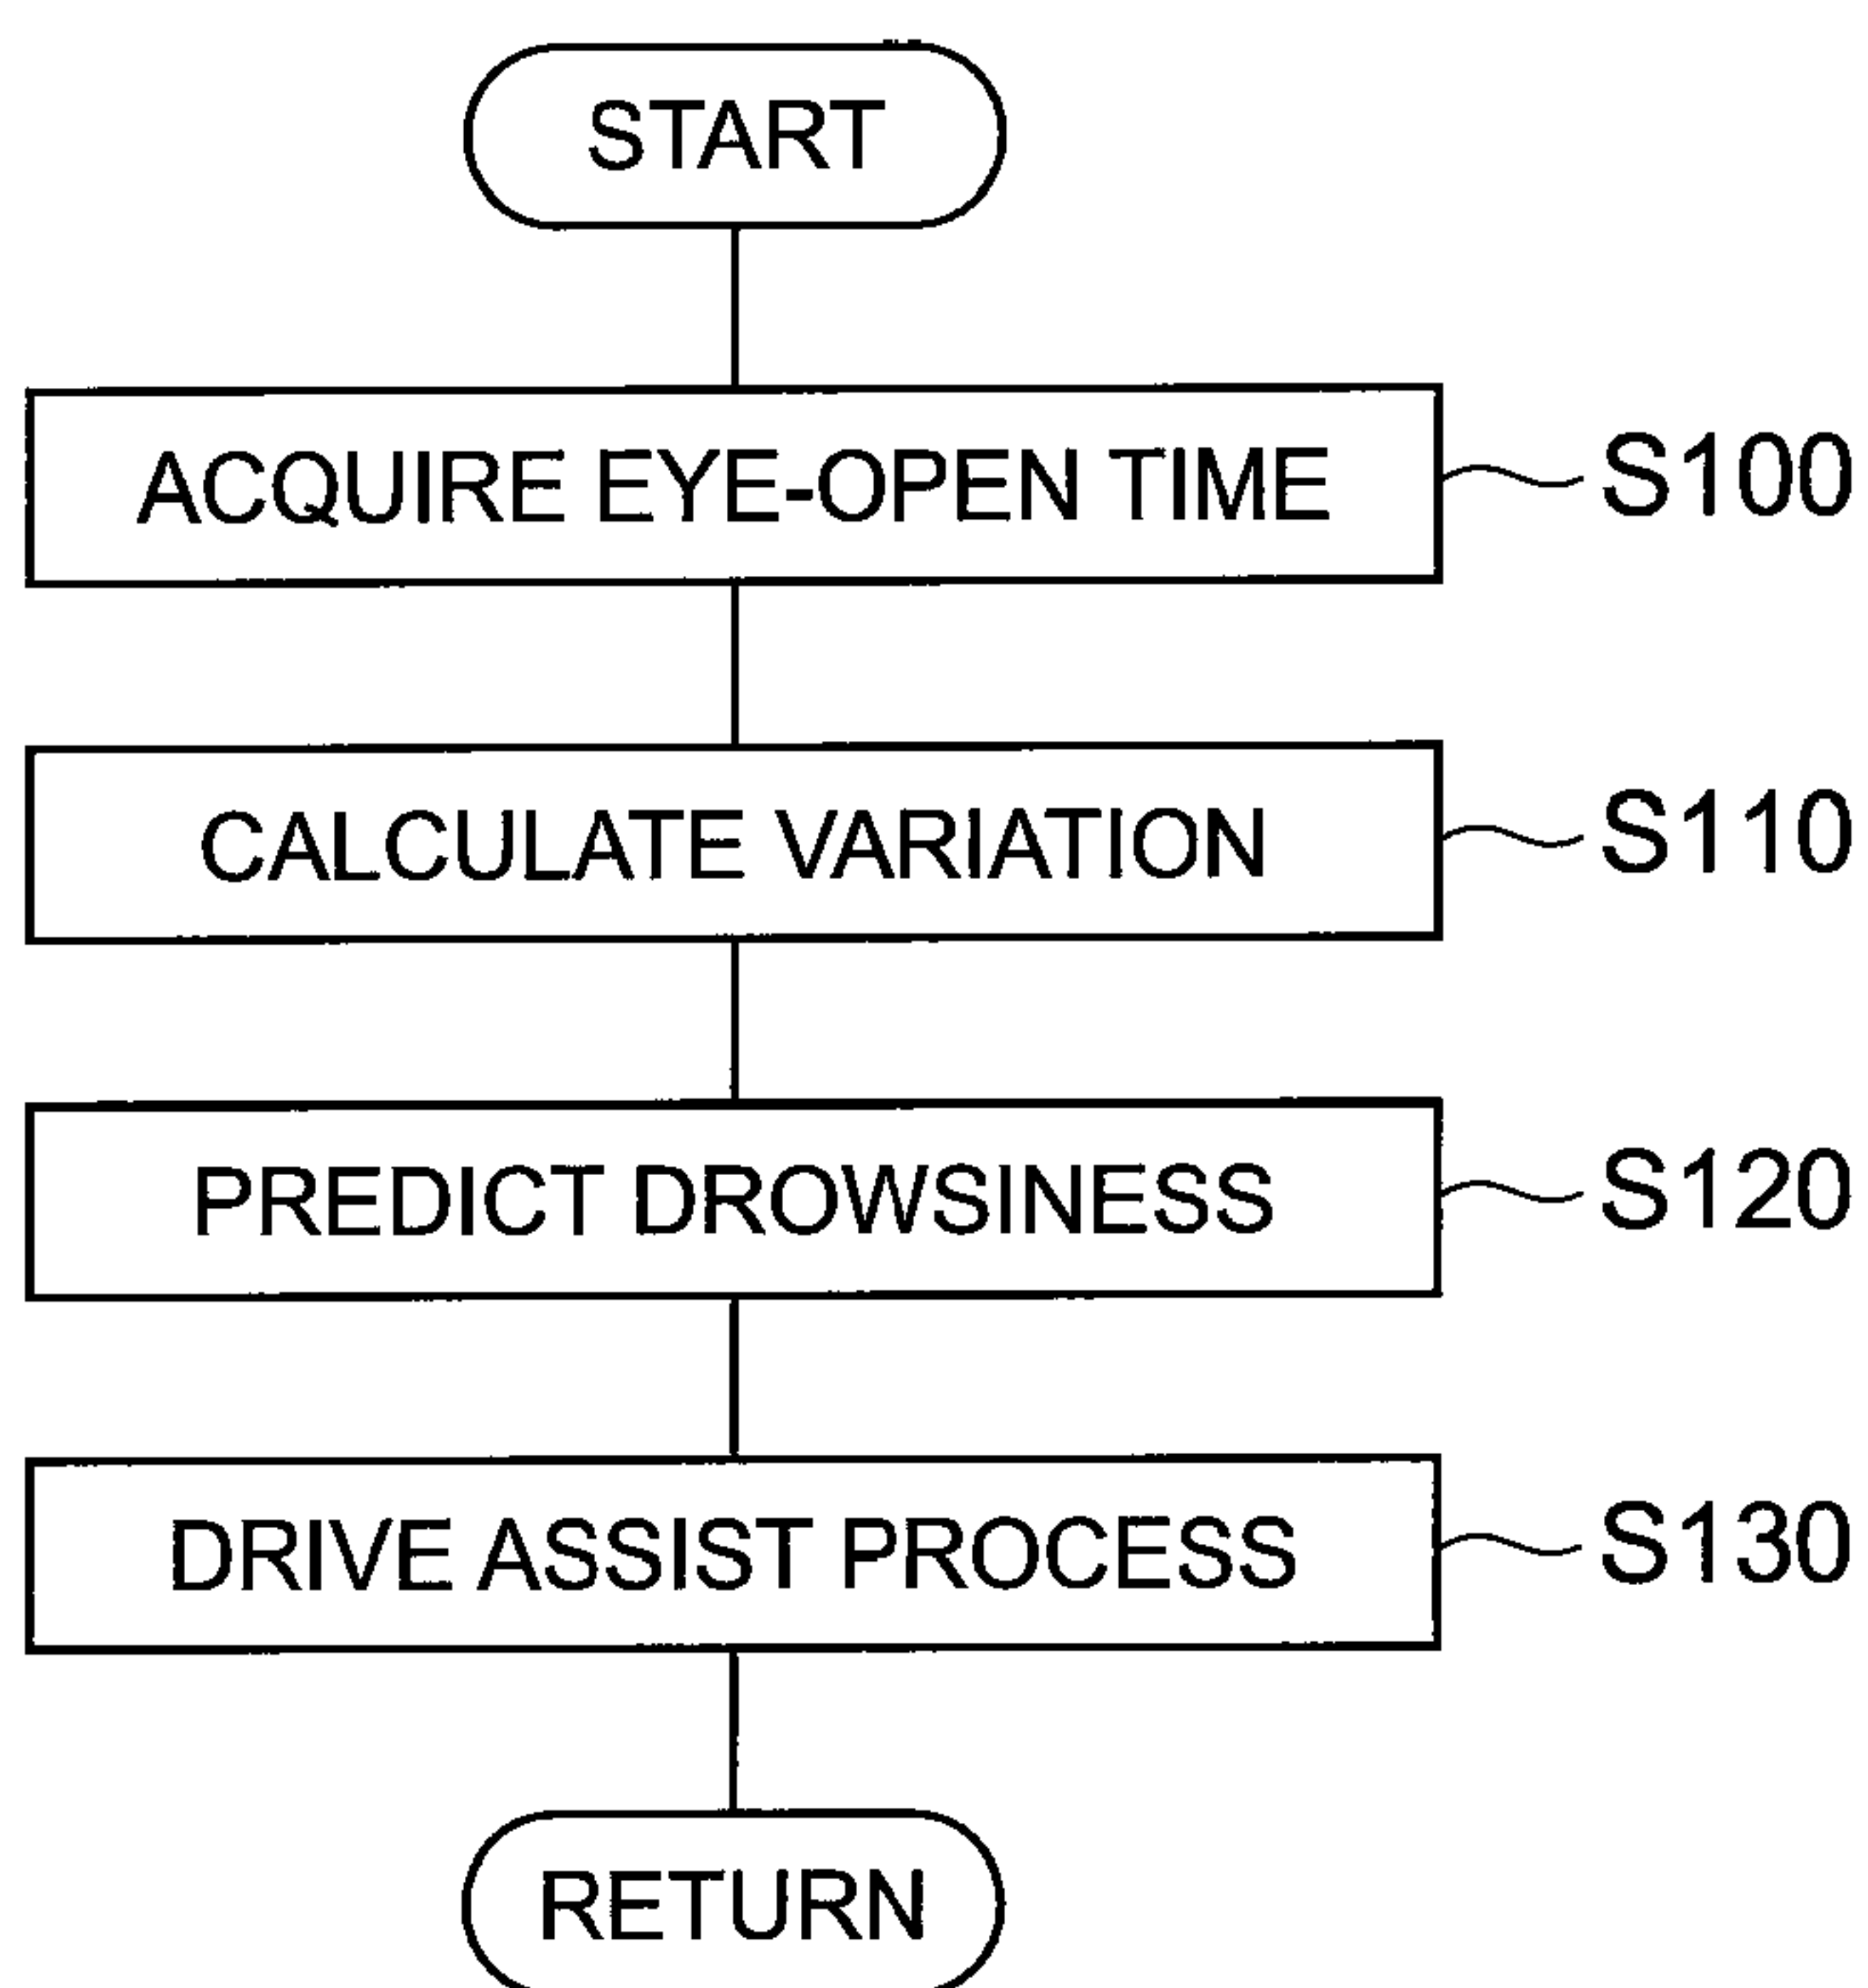 START
ACQUIRE EYE-OPEN TIME S100
CALCULATE VARIATION S110
PREDICT DROWSINESS S120
DRIVE ASSIST PROCESS S130
RETURN